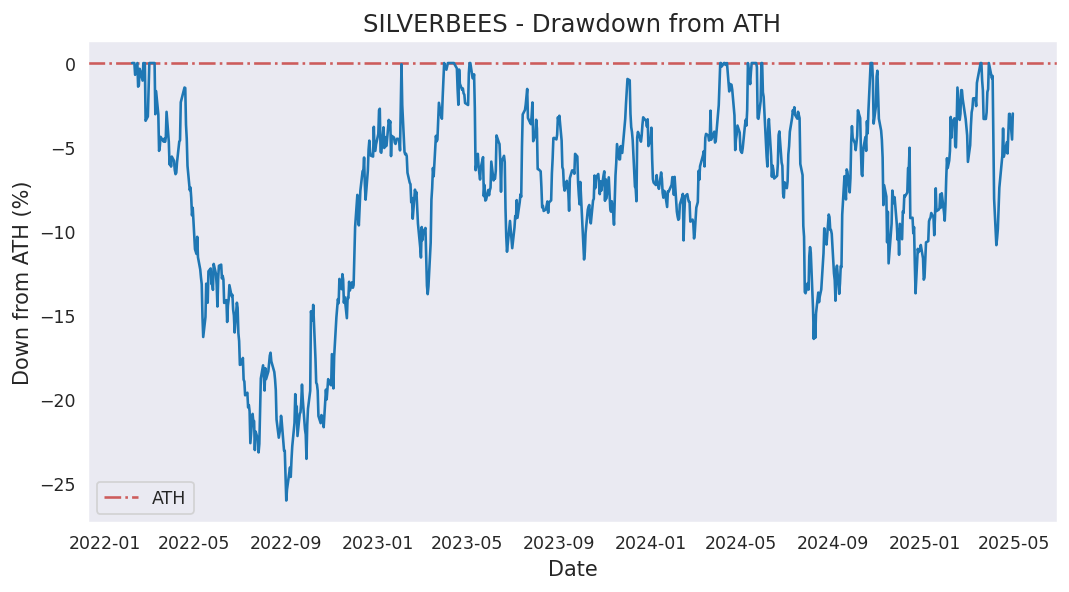 SILVERBEES - Drawdown from ATH
Down from ATH (%)
0
−5
−10
−15
−20
−25
ATH
2022-01 2022-05 2022-09 2023-01 2023-05 2023-09 2024-01 2024-05 2024-09 2025-01 2025-05
Date